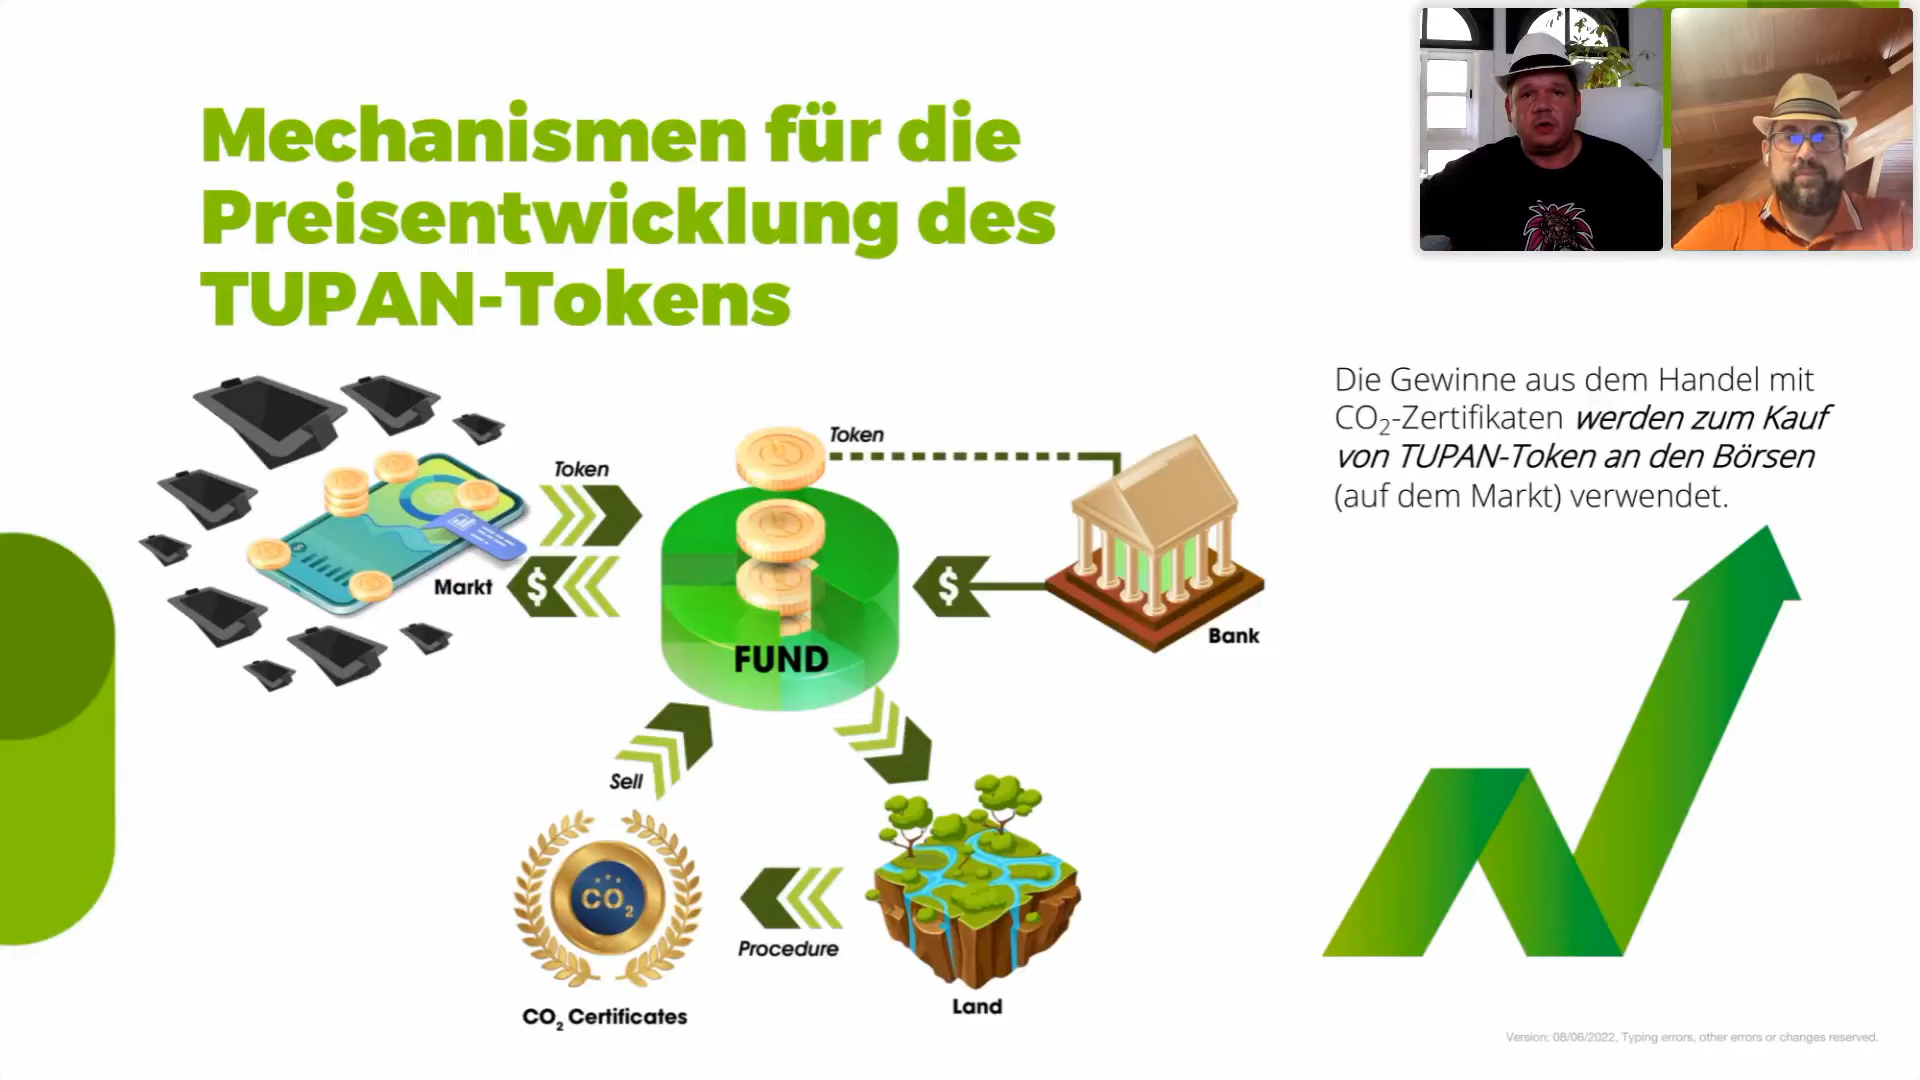 Mechanismen für die
Preisentwicklung des
TUPAN-Tokens
Die Gewinne aus dem Handel mit
CO₂-Zertifikaten werden zum Kauf
von TUPAN-Token an den Börsen
(auf dem Markt) verwendet.
Token
Token
Markt
$
$
FUND
Bank
Sell
CO₂
Procedure
CO₂ Certificates
Land
Version: 08/06/2022, Typing errors, other errors or changes reserved.